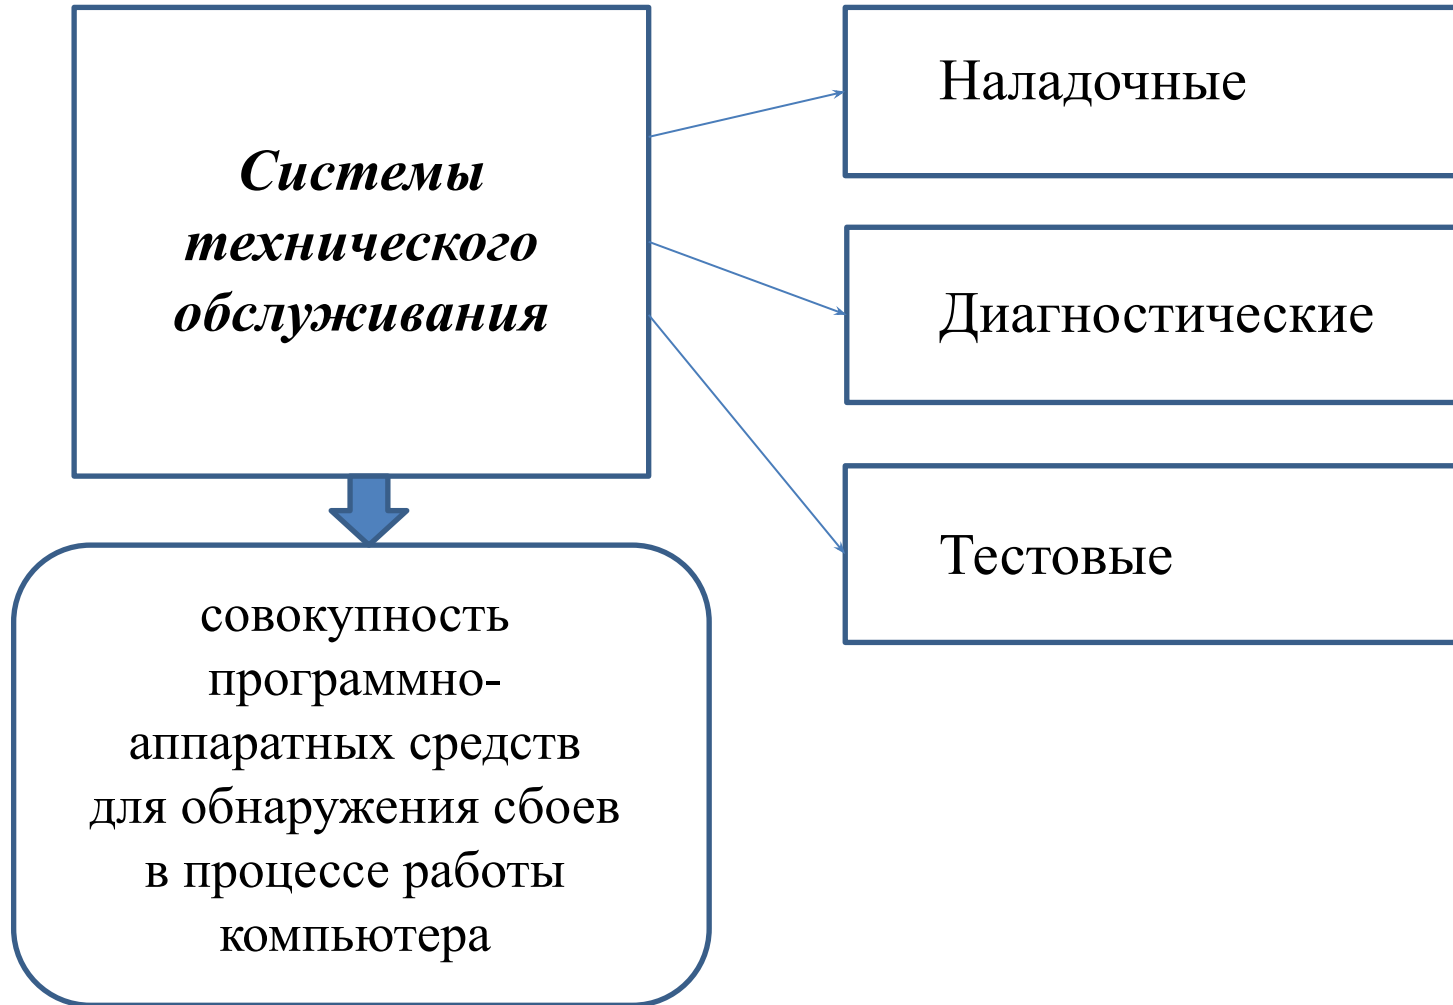 Системы
технического
обслуживания
Наладочные
Диагностические
Тестовые
совокупность
программно-
аппаратных средств
для обнаружения сбоев
в процессе работы
компьютера